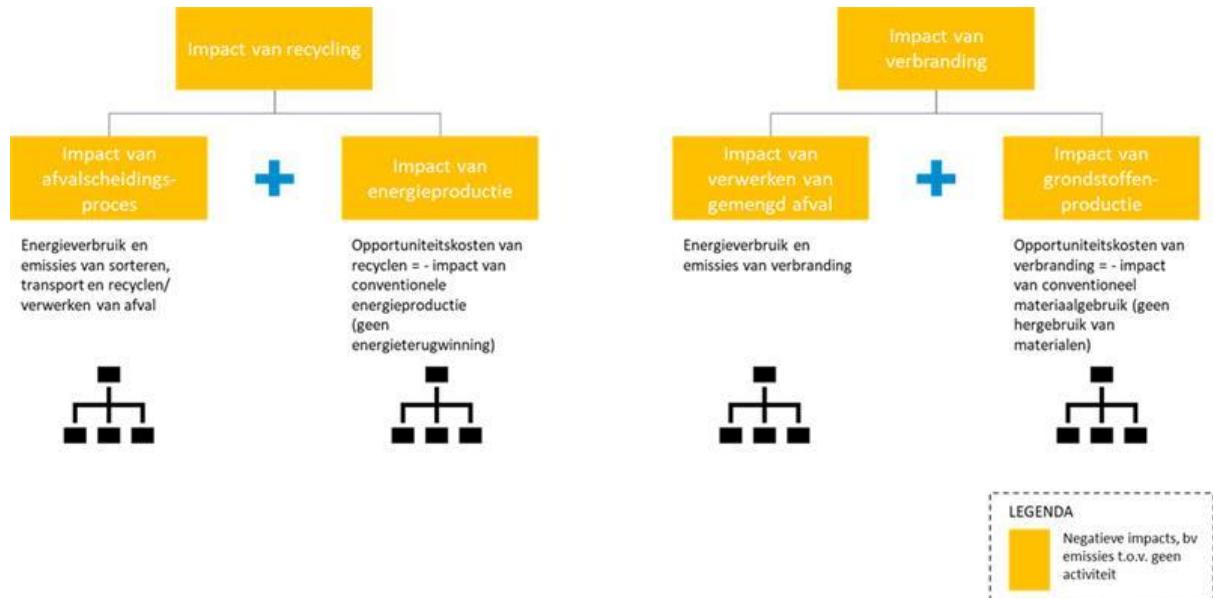 Impact van recycling
Impact van
verbranding
Impact van
afvalscheidings-
proces
Impact van
energieproductie
Impact van
verwerken van
gemengd afval
Impact van
grondstoffen-
productie
Energieverbruik en
emissies van sorteren,
transport en recyclen/
verwerken van afval
Opportuniteitskosten van
recyclen = - impact van
conventionele
energieproductie
(geen
energieterugwinning)
Energieverbruik en
emissies van verbranding
Opportuniteitskosten van
verbranding = - impact
van conventioneel
materiaalgebruik (geen
hergebruik van
materialen)
LEGENDA
Negatieve impacts, bv
emissies t.o.v. geen
activiteit